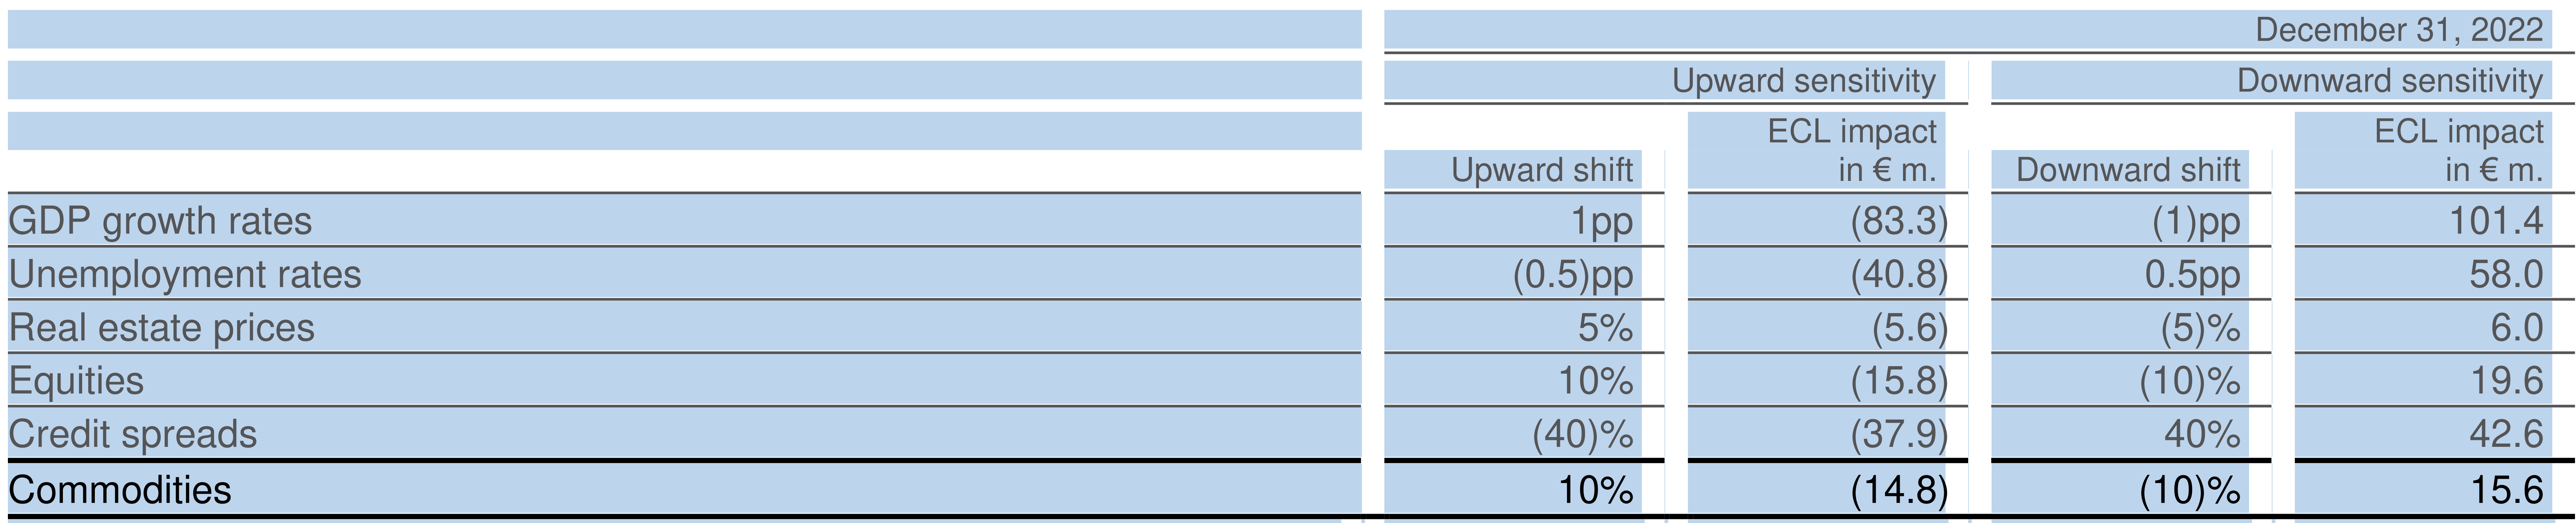 December 31, 2022
Upward sensitivity Downward sensitivity
ECL impact ECL impact
Upward shift in € m. Downward shift in € m.
GDP growth rates 1pp (83.3) (1)pp 101.4
Unemployment rates (0.5)pp (40.8) 0.5pp 58.0
Real estate prices 5% (5.6) (5)% 6.0
Equities 10% (15.8) (10)% 19.6
Credit spreads (40)% (37.9) 40% 42.6
Commodities 10% (14.8) (10)% 15.6